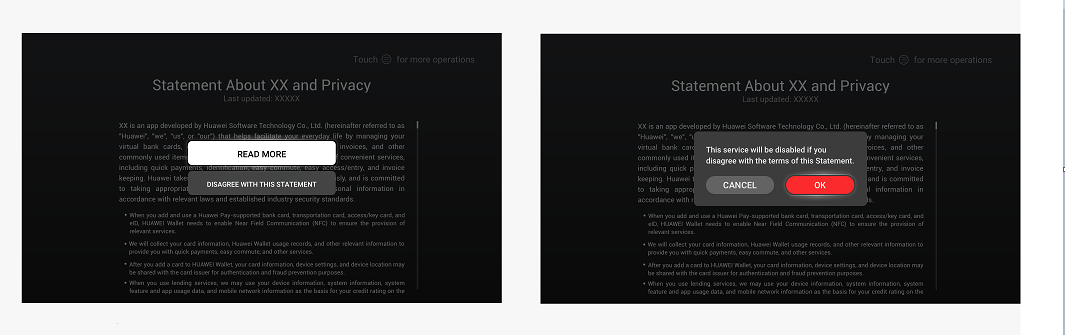 Touch for more operations
Statement About XX and Privacy
Last updated: XXXXX
XX is an app developed by Huawei Software Technology Co., Ltd. (hereinafter referred to as
"Huawei", "we", "us", or "our") that helps facilitate your everyday life by managing your
virtual bank cards, invoices, and other
commonly used item of convenient services,
including quick payments, identification, easy commute, easy access/entry, and invoice
keeping. Huawei take and is committed
to taking appropriat onal information in
accordance with relevant laws and established industry security standards.
READ MORE
DISAGREE WITH THIS STATEMENT
• When you add and use a Huawei Pay-supported bank card, transportation card, access/key card, and
eID, HUAWEI Wallet needs to enable Near Field Communication (NFC) to ensure the provision of
relevant services.
• We will collect your card information, Huawei Wallet usage records, and other relevant information to
provide you with quick payments, easy commute, and other services.
• After you add a card to HUAWEI Wallet, your card information, settings, and device location may
be shared with the card issuer for authentication and fraud prevention purposes.
• When you use lending services, we may use your device information, system information, system
feature and app usage data, and mobile network information as the basis for your credit rating on the
Touch for more operations
Statement About XX and Privacy
Last updated: XXXXX
XX is an app developed by Huawei Software Technology Co., Ltd. (hereinafter referred to as
"Huawei", "we", "us", or "our") that helps facilitate your everyday life by managing your
virtual bank cards, invoices, and other
commonly used i venient services,
including quick pa try, and invoice
keeping. Huawei d is committed
to taking approp information in
accordance with r
This service will be disabled if you
disagree with the terms of this Statement.
CANCEL
OK
• When you add and use a Huawei Pay-supported bank card, transportation card, access/key card, and
eID, HUAWEI Wallet needs to enable Near Field Communication (NFC) to ensure the provision of
relevant services.
• We will collect your card information, Huawei Wallet usage records, and other relevant information to
provide you with quick payments, easy commute, and other services.
• After you add a card to HUAWEI Wallet, your card information, settings, and device location may
be shared with the card issuer for authentication and fraud prevention purposes.
• When you use lending services, we may use your device information, system information, system
feature and app usage data, and mobile network information as the basis for your credit rating on the